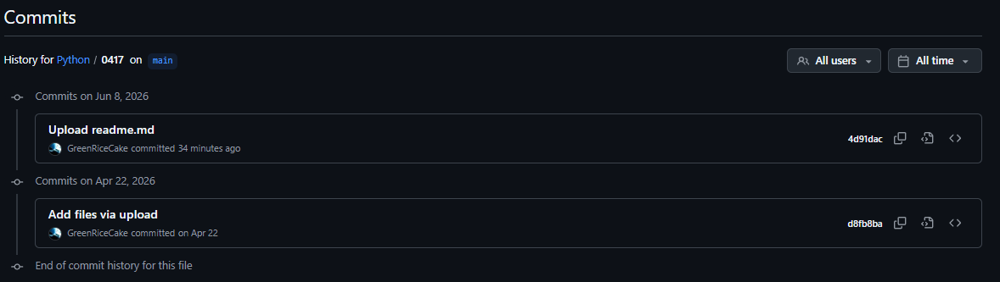 Commits
History for Python / 0417 on main
All users
All time
Commits on Jun 8, 2026
Upload readme.md
4d91dac
GreenRiceCake committed 34 minutes ago
Commits on Apr 22, 2026
Add files via upload
d8fb8ba
GreenRiceCake committed on Apr 22
End of commit history for this file